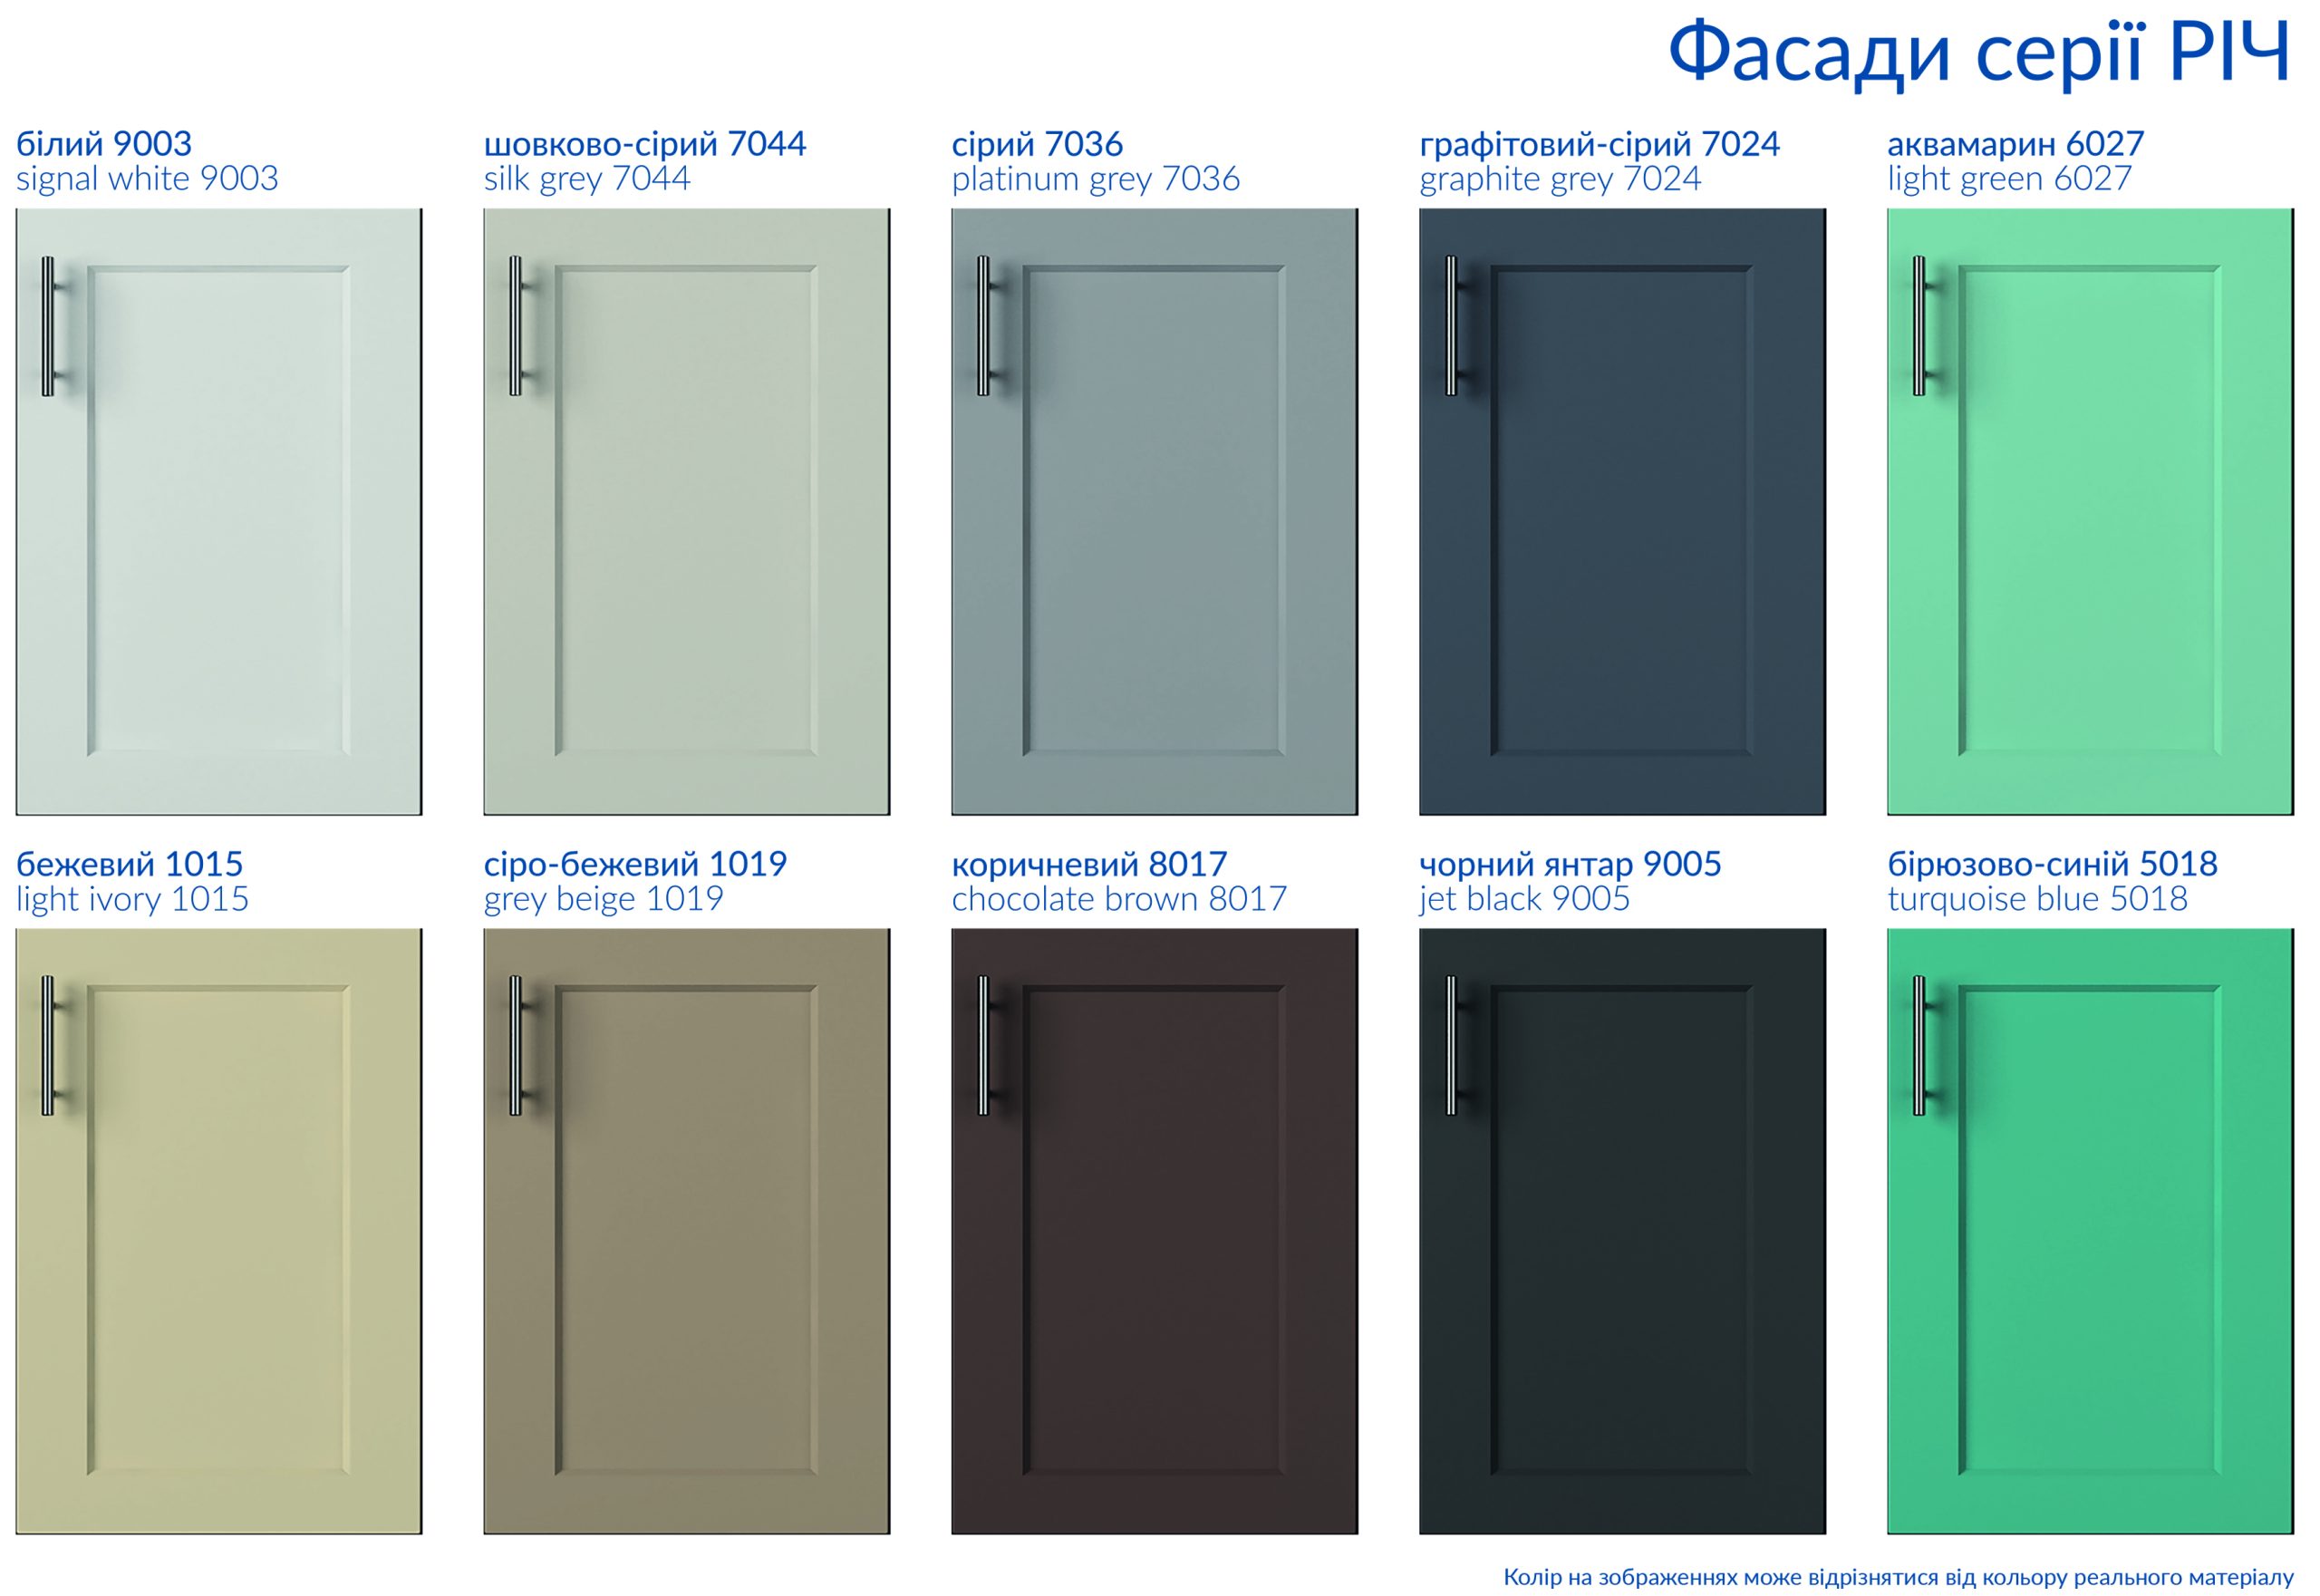 Фасади серії РІЧ
білий 9003
signal white 9003
шовково-сірий 7044
silk grey 7044
сірий 7036
platinum grey 7036
графітовий-сірий 7024
graphite grey 7024
аквамарин 6027
light green 6027
бежевий 1015
light ivory 1015
сіро-бежевий 1019
grey beige 1019
коричневий 8017
chocolate brown 8017
чорний янтар 9005
jet black 9005
бірюзово-синій 5018
turquoise blue 5018
Колір на зображеннях може відрізнятися від кольору реального матеріалу